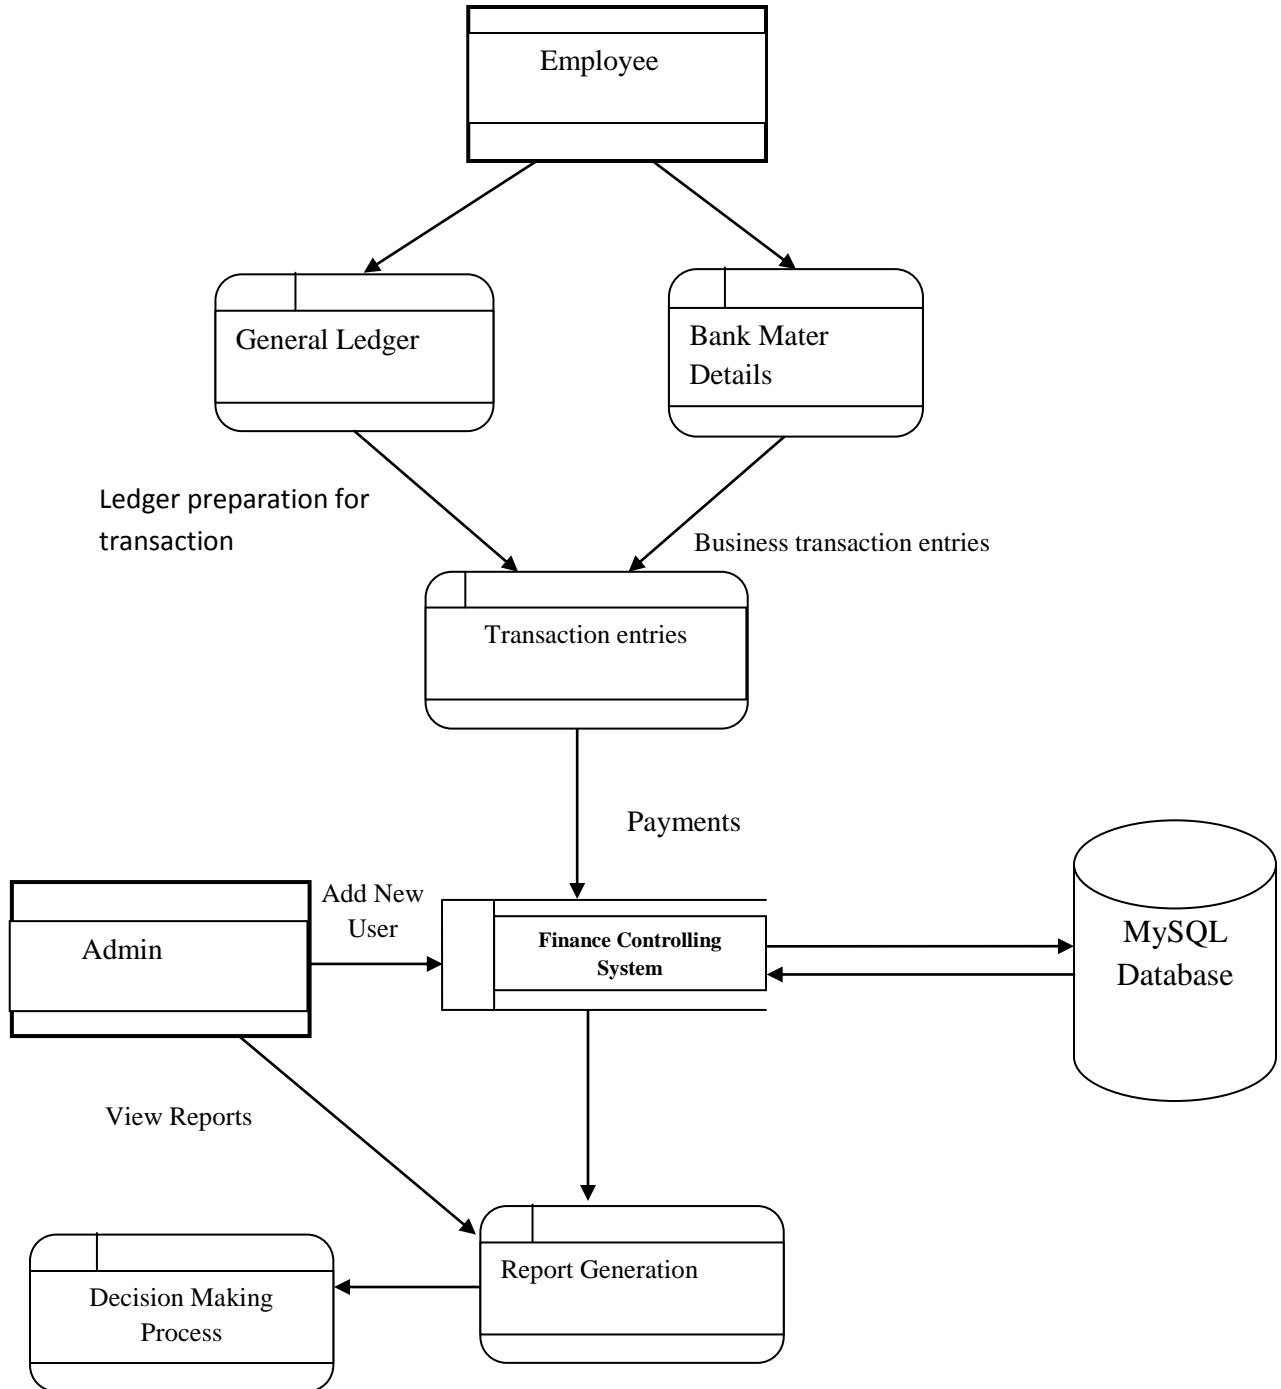 Employee
General Ledger
Bank Mater
Details
Ledger preparation for
transaction
Business transaction entries
Transaction entries
Payments
Add New
User
Admin
Finance Controlling
System
MySQL
Database
View Reports
Report Generation
Decision Making
Process